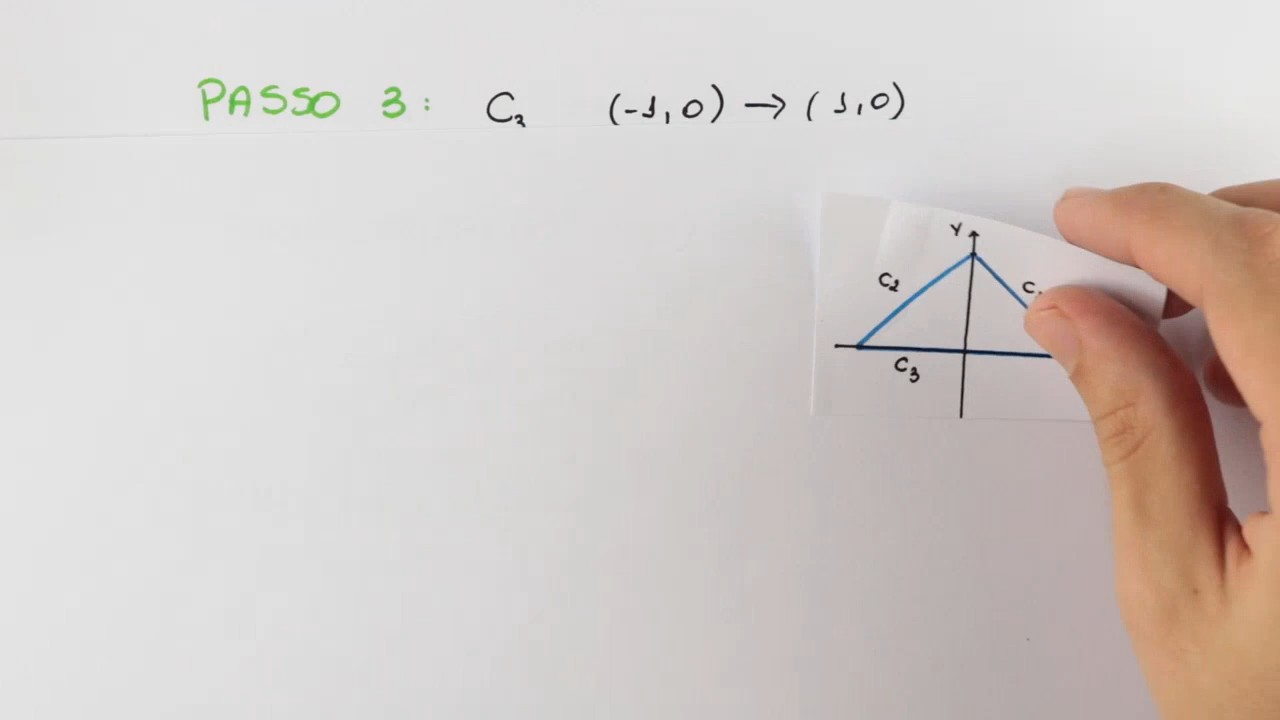 PASSO 3: C₃ (-1,0) → (1,0)
Y
C2
C3